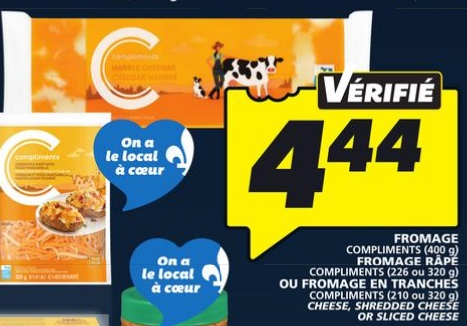 compliments
MARBLE CHEDDAR
CHEDDAR MARBRÉ
VÉRIFIÉ
4 44
On a
le local
à cœur
compliments
On a
le local
à cœur
FROMAGE
COMPLIMENTS (400 g)
FROMAGE RÂPÉ
COMPLIMENTS (226 ou 320 g)
OU FROMAGE EN TRANCHES
COMPLIMENTS (210 ou 320 g)
CHEESE, SHREDDED CHEESE
OR SLICED CHEESE